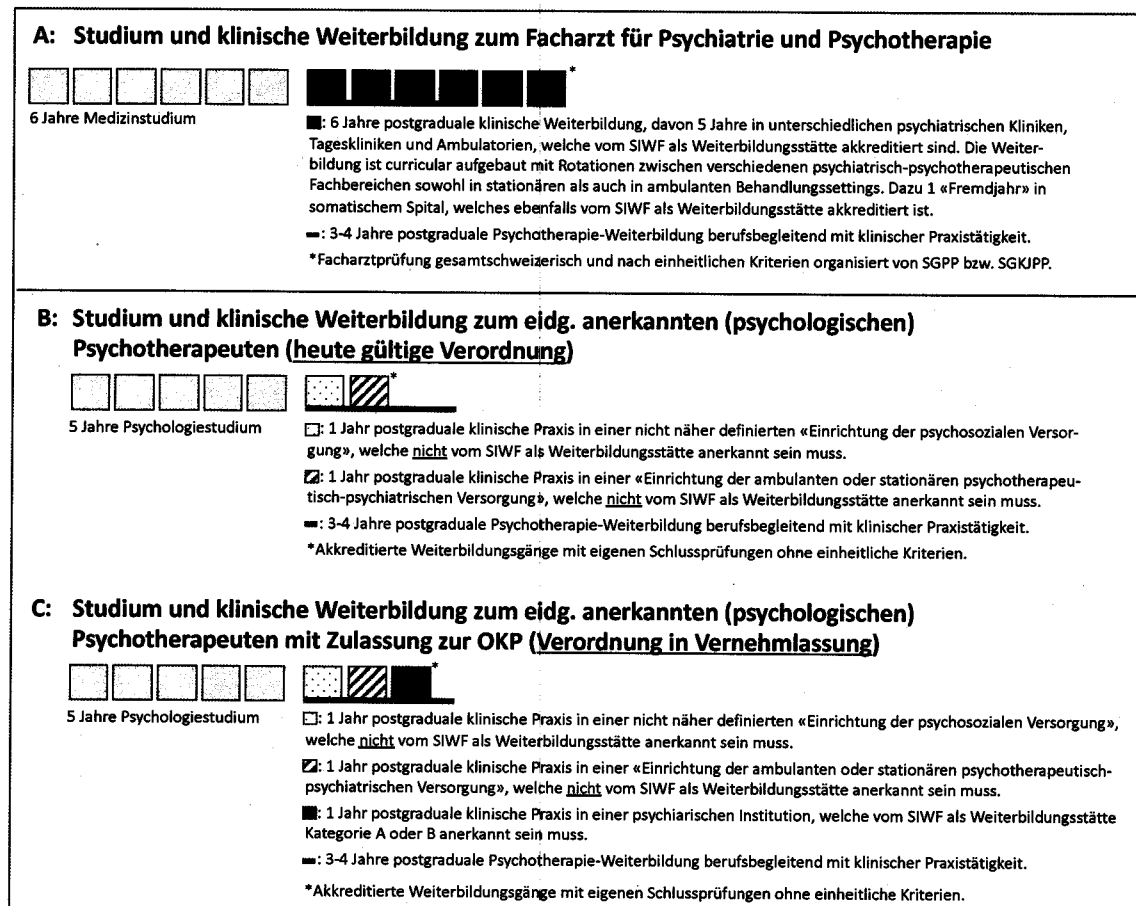 A: Studium und klinische Weiterbildung zum Facharzt für Psychiatrie und Psychotherapie
*
6 Jahre Medizinstudium
■: 6 Jahre postgraduale klinische Weiterbildung, davon 5 Jahre in unterschiedlichen psychiatrischen Kliniken,
Tageskliniken und Ambulatorien, welche vom SIWF als Weiterbildungsstätte akkreditiert sind. Die Weiter-
bildung ist curricular aufgebaut mit Rotationen zwischen verschiedenen psychiatrisch-psychotherapeutischen
Fachbereichen sowohl in stationären als auch in ambulanten Behandlungssettings. Dazu 1 «Fremdjahr» in
somatischem Spital, welches ebenfalls vom SIWF als Weiterbildungsstätte akkreditiert ist.
▬: 3-4 Jahre postgraduale Psychotherapie-Weiterbildung berufsbegleitend mit klinischer Praxistätigkeit.
*Facharztprüfung gesamtschweizerisch und nach einheitlichen Kriterien organisiert von SGPP bzw. SGKJPP.
B: Studium und klinische Weiterbildung zum eidg. anerkannten (psychologischen)
Psychotherapeuten (heute gültige Verordnung)
*
5 Jahre Psychologiestudium
: 1 Jahr postgraduale klinische Praxis in einer nicht näher definierten «Einrichtung der psychosozialen Versor-
gung», welche nicht vom SIWF als Weiterbildungsstätte anerkannt sein muss.
: 1 Jahr postgraduale klinische Praxis in einer «Einrichtung der ambulanten oder stationären psychotherapeu-
tisch-psychiatrischen Versorgung», welche nicht vom SIWF als Weiterbildungsstätte anerkannt sein muss.
▬: 3-4 Jahre postgraduale Psychotherapie-Weiterbildung berufsbegleitend mit klinischer Praxistätigkeit.
*Akkreditierte Weiterbildungsgänge mit eigenen Schlussprüfungen ohne einheitliche Kriterien.
C: Studium und klinische Weiterbildung zum eidg. anerkannten (psychologischen)
Psychotherapeuten mit Zulassung zur OKP (Verordnung in Vernehmlassung)
*
5 Jahre Psychologiestudium
: 1 Jahr postgraduale klinische Praxis in einer nicht näher definierten «Einrichtung der psychosozialen Versorgung»,
welche nicht vom SIWF als Weiterbildungsstätte anerkannt sein muss.
: 1 Jahr postgraduale klinische Praxis in einer «Einrichtung der ambulanten oder stationären psychotherapeutisch-
psychiatrischen Versorgung», welche nicht vom SIWF als Weiterbildungsstätte anerkannt sein muss.
■: 1 Jahr postgraduale klinische Praxis in einer psychiarischen Institution, welche vom SIWF als Weiterbildungsstätte
Kategorie A oder B anerkannt sein muss.
▬: 3-4 Jahre postgraduale Psychotherapie-Weiterbildung berufsbegleitend mit klinischer Praxistätigkeit.
*Akkreditierte Weiterbildungsgänge mit eigenen Schlussprüfungen ohne einheitliche Kriterien.